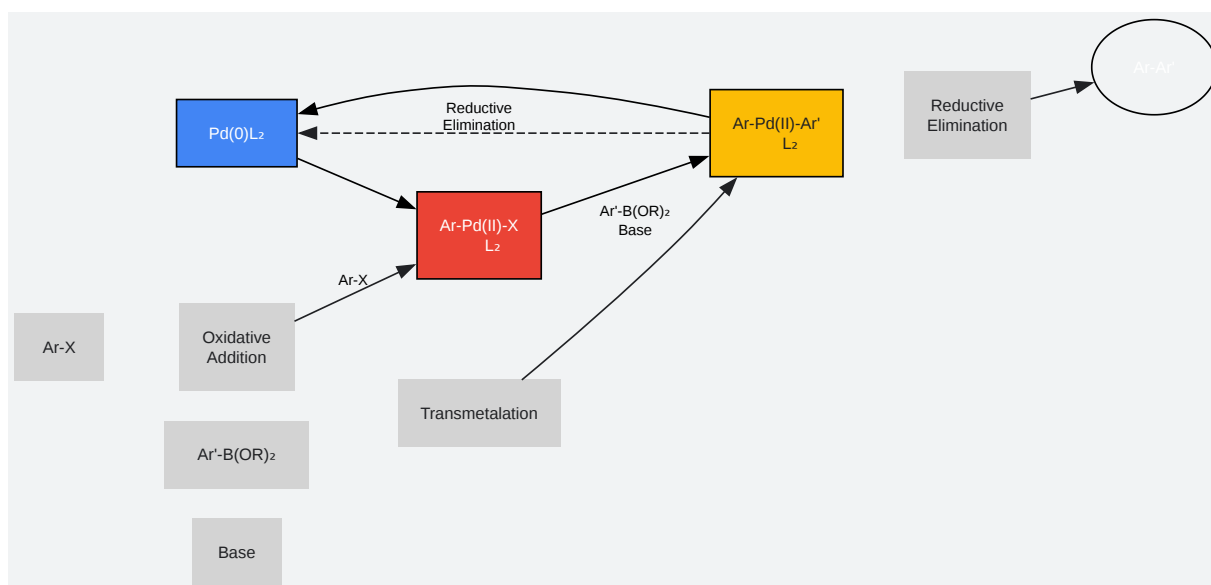 Ar-Ar'
Reductive
Elimination
Reductive
Elimination
Pd(0)L₂
Ar-Pd(II)-Ar'
L₂
Ar-Pd(II)-X
L₂
Ar'-B(OR)₂
Base
Ar-X
Oxidative
Addition
Ar-X
Transmetalation
Ar'-B(OR)₂
Base